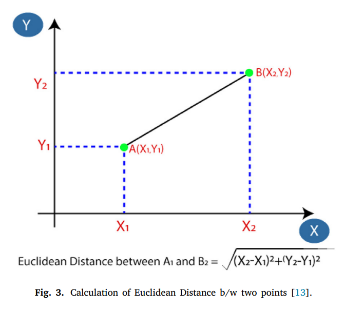 Y
B(X₂,Y₂)
Y₂
Y₁
A(X₁,Y₁)
X₁
X₂
X
Euclidean Distance between A₁ and B₂ = √(X₂-X₁)²+(Y₂-Y₁)²
Fig. 3. Calculation of Euclidean Distance b/w two points [13].